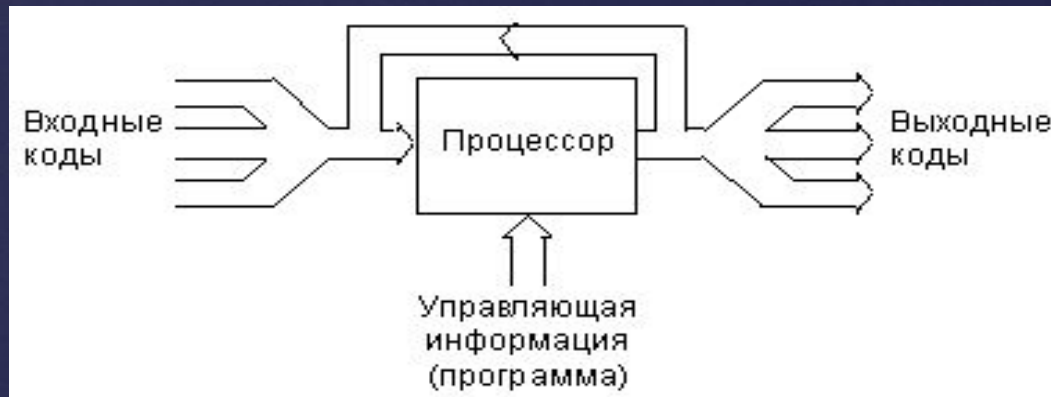 Входные
коды
Процессор
Выходные
коды
Управляющая
информация
(программа)